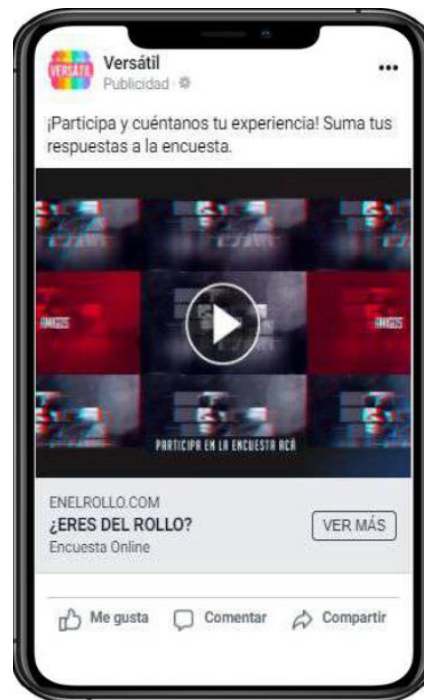 VERSÁTIL
Versátil
Publicidad
¡Participa y cuéntanos tu experiencia! Suma tus
respuestas a la encuesta.
AMIGOS
AMIGOS
PARTICIPA EN LA ENCUESTA ACÁ
ENELROLLO.COM
¿ERES DEL ROLLO?
VER MÁS
Encuesta Online
Me gusta
Comentar
Compartir